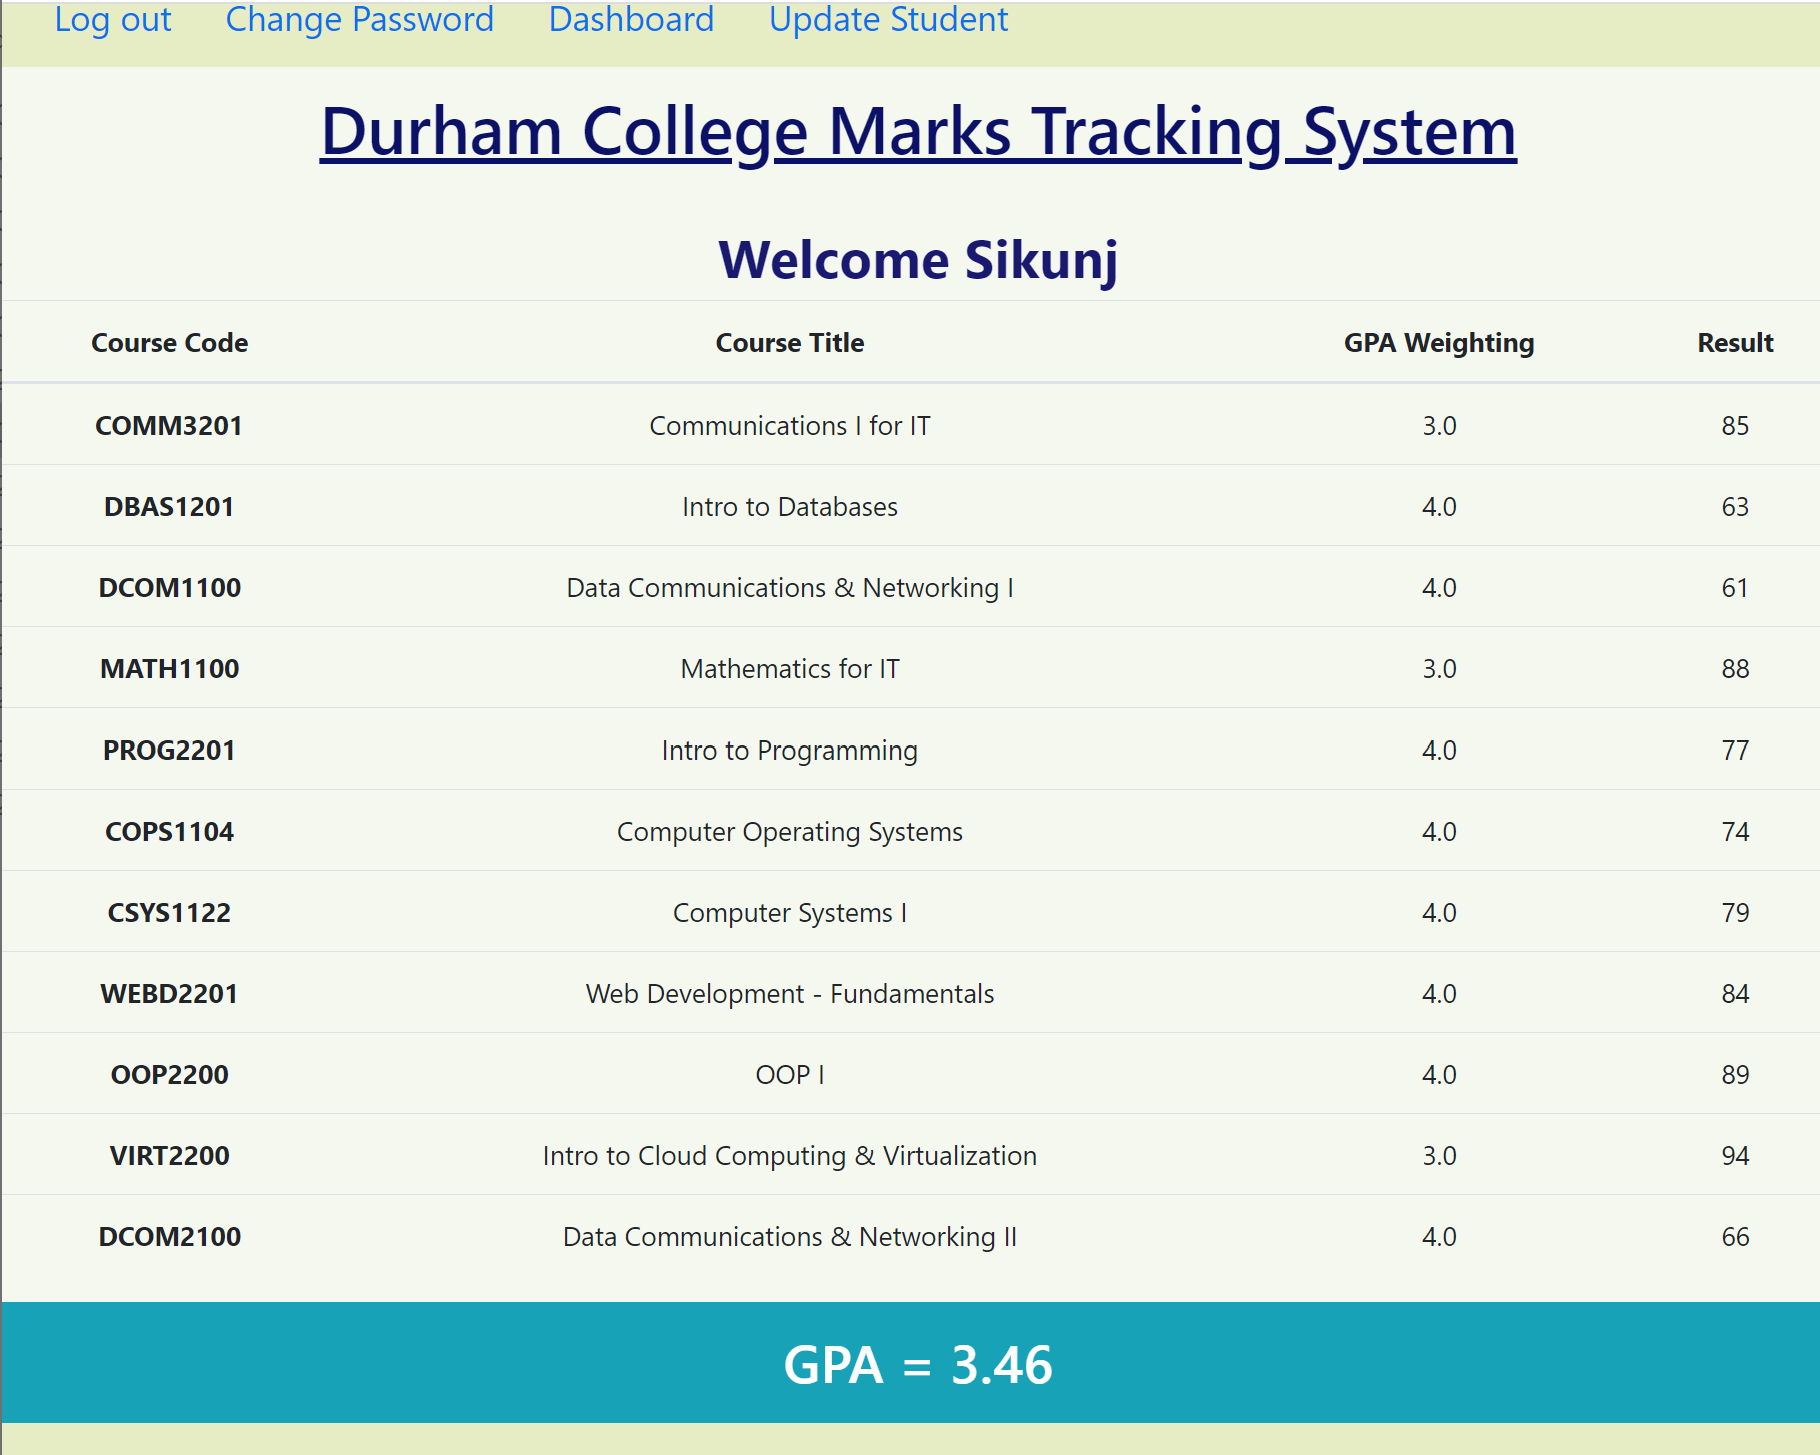 Log out Change Password Dashboard Update Student
Durham College Marks Tracking System
Welcome Sikunj
Course Code Course Title GPA Weighting Result
COMM3201 Communications I for IT 3.0 85
DBAS1201 Intro to Databases 4.0 63
DCOM1100 Data Communications & Networking I 4.0 61
MATH1100 Mathematics for IT 3.0 88
PROG2201 Intro to Programming 4.0 77
COPS1104 Computer Operating Systems 4.0 74
CSYS1122 Computer Systems I 4.0 79
WEBD2201 Web Development - Fundamentals 4.0 84
OOP2200 OOP I 4.0 89
VIRT2200 Intro to Cloud Computing & Virtualization 3.0 94
DCOM2100 Data Communications & Networking II 4.0 66
GPA = 3.46